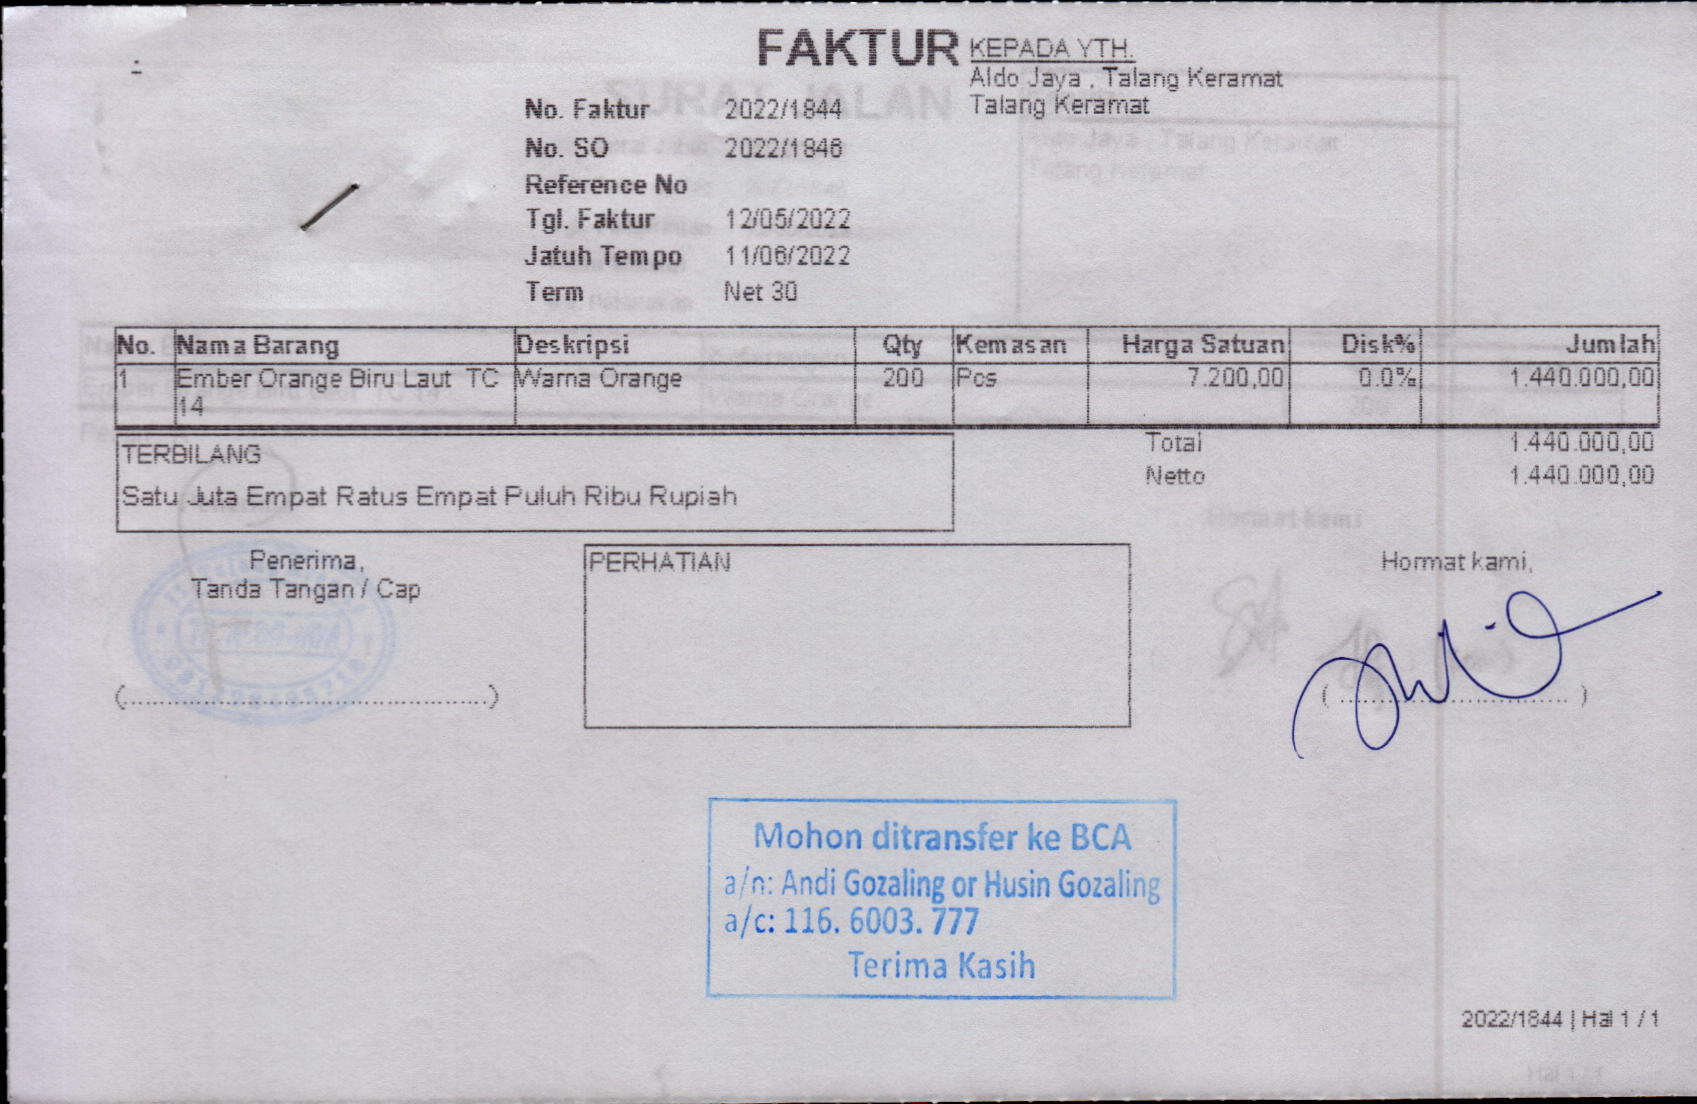 FAKTUR
KEPADA YTH.
Aldo Jaya , Talang Keramat
Talang Keramat
No. Faktur 2022/1844
No. SO 2022/1846
Reference No
Tgl. Faktur 12/05/2022
Jatuh Tempo 11/06/2022
Term Net 30
No. Nama Barang Deskripsi Qty Kemasan Harga Satuan Disk% Jumlah
1 Ember Orange Biru Laut TC Warna Orange 200 Pcs 7.200,00 0.0% 1.440.000,00
14
Total 1.440.000,00
Netto 1.440.000,00
TERBILANG
Satu Juta Empat Ratus Empat Puluh Ribu Rupiah
Penerima,
Tanda Tangan / Cap
PERHATIAN
Hormat kami,
Mohon ditransfer ke BCA
a/n: Andi Gozaling or Husin Gozaling
a/c: 116. 6003. 777
Terima Kasih
2022/1844 | Hal 1 / 1